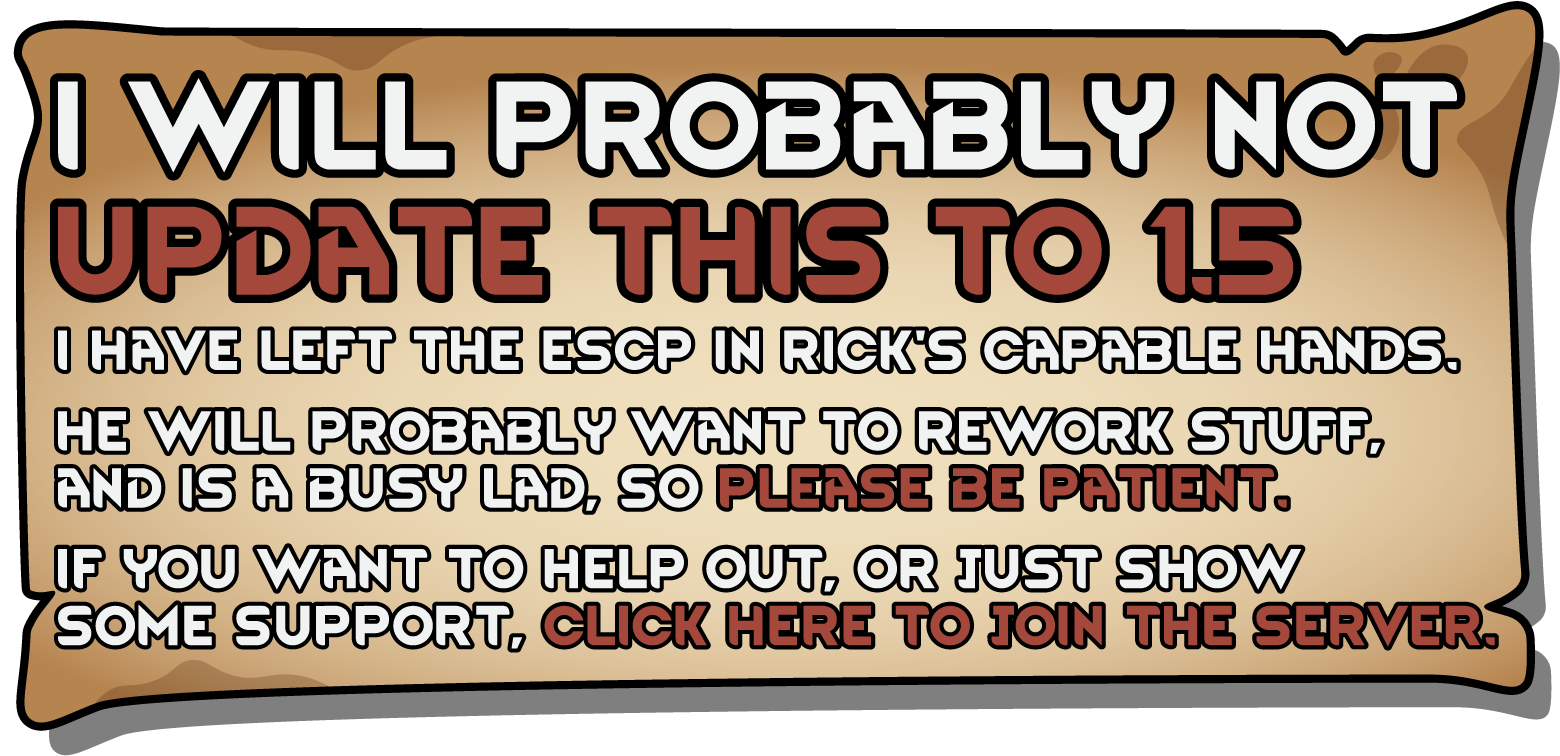 I WILL PROBABLY NOT
UPDATE THIS TO 1.5
I HAVE LEFT THE ESCP IN RICK'S CAPABLE HANDS.
HE WILL PROBABLY WANT TO REWORK STUFF,
AND IS A BUSY LAD, SO PLEASE BE PATIENT.
IF YOU WANT TO HELP OUT, OR JUST SHOW
SOME SUPPORT, CLICK HERE TO JOIN THE SERVER.